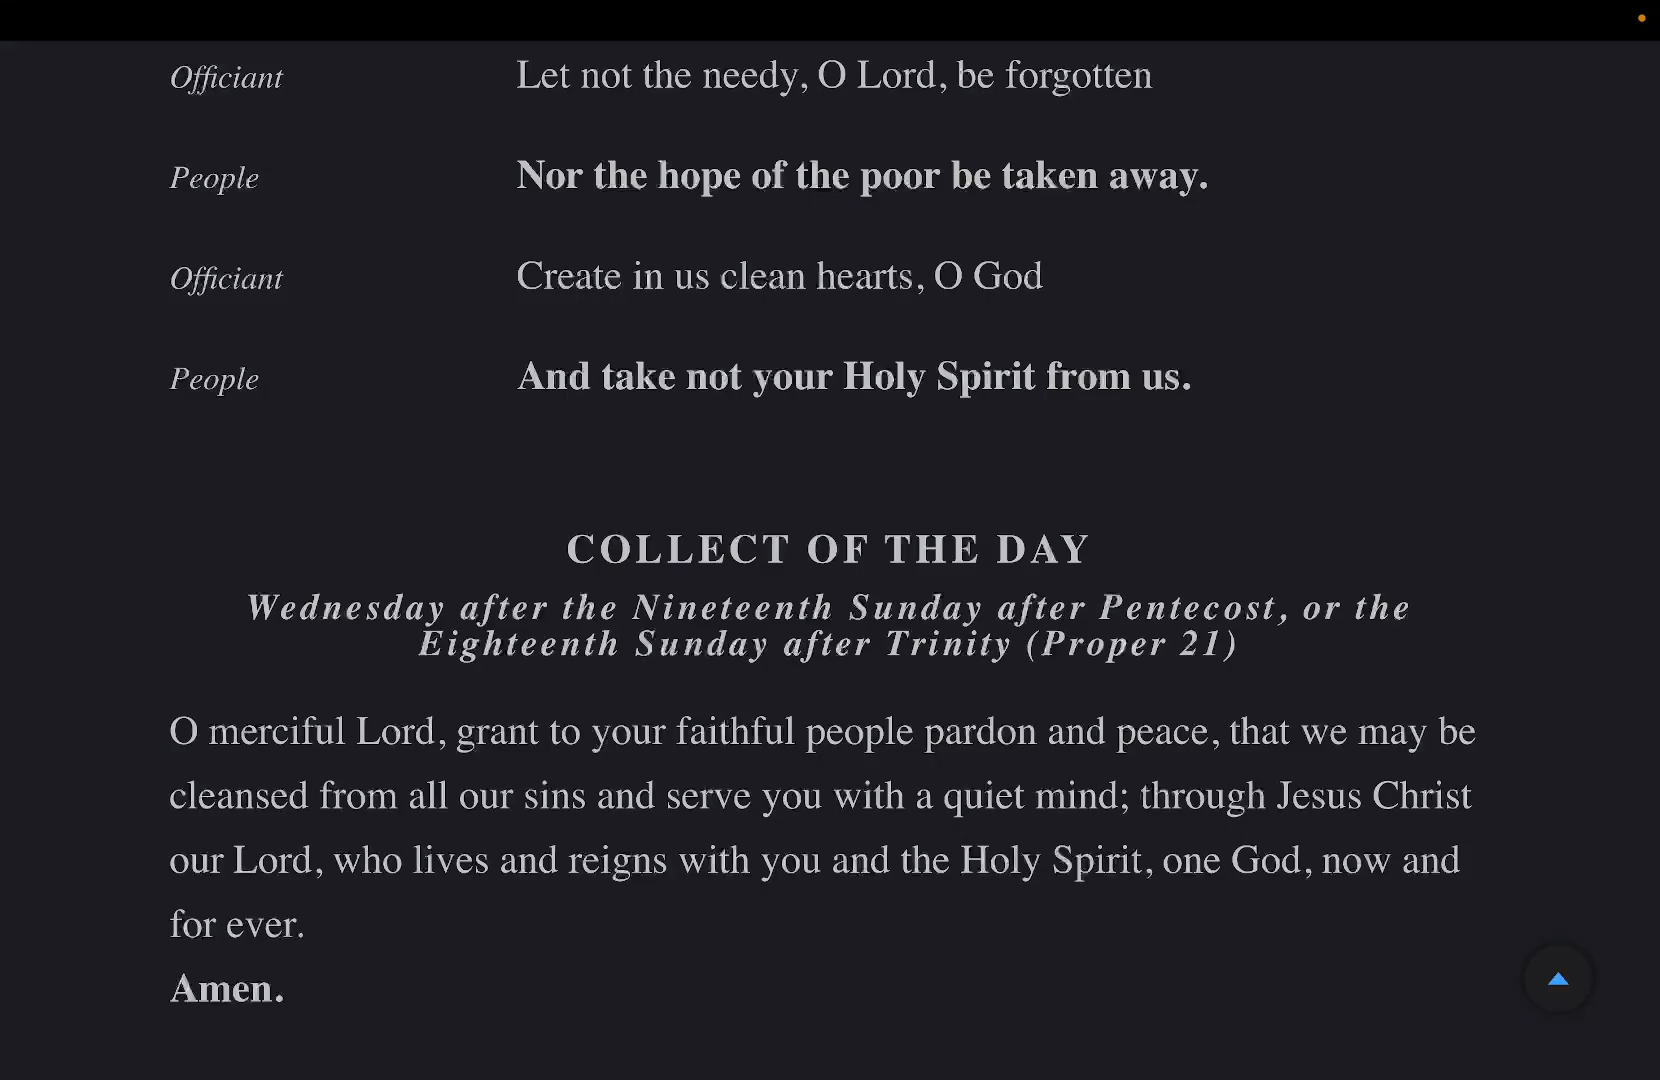 Officiant Let not the needy, O Lord, be forgotten
People Nor the hope of the poor be taken away.
Officiant Create in us clean hearts, O God
People And take not your Holy Spirit from us.
COLLECT OF THE DAY
Wednesday after the Nineteenth Sunday after Pentecost, or the
Eighteenth Sunday after Trinity (Proper 21)
O merciful Lord, grant to your faithful people pardon and peace, that we may be
cleansed from all our sins and serve you with a quiet mind; through Jesus Christ
our Lord, who lives and reigns with you and the Holy Spirit, one God, now and
for ever.
Amen.